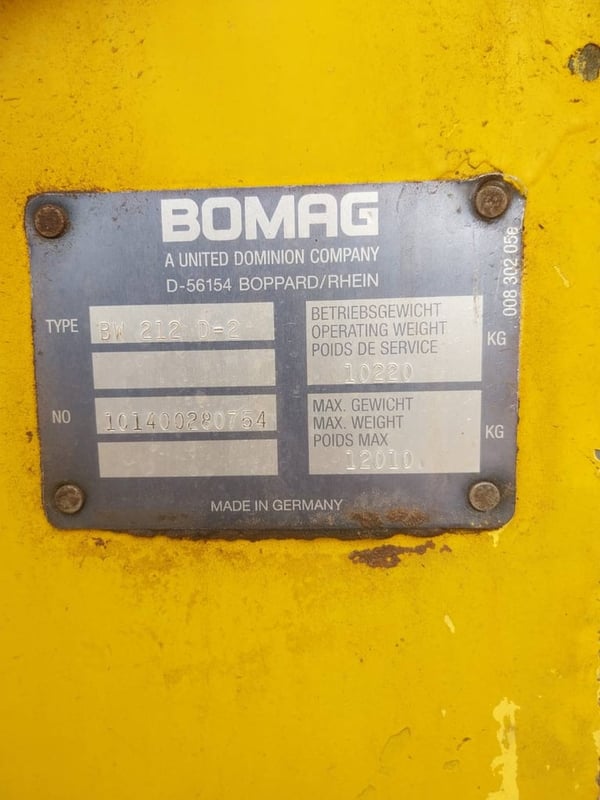 BOMAG
A UNITED DOMINION COMPANY
D-56154 BOPPARD/RHEIN
TYPE BW 212 D-2
BETRIEBSGEWICHT
OPERATING WEIGHT
POIDS DE SERVICE
10220 KG
NO 101400280754
MAX. GEWICHT
MAX. WEIGHT
POIDS MAX
12010 KG
MADE IN GERMANY
008 302 05e